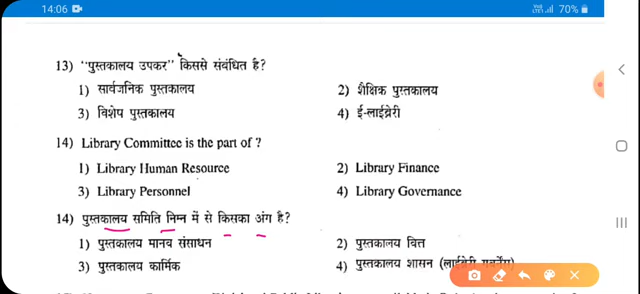 14:06 70%
13) "पुस्तकालय उपकर" किससे संबंधित है?
1) सार्वजनिक पुस्तकालय 2) शैक्षिक पुस्तकालय
3) विशेष पुस्तकालय 4) ई-लाईब्रेरी
14) Library Committee is the part of ?
1) Library Human Resource 2) Library Finance
3) Library Personnel 4) Library Governance
14) पुस्तकालय समिति निम्न में से किसका अंग है?
1) पुस्तकालय मानव संसाधन 2) पुस्तकालय वित्त
3) पुस्तकालय कार्मिक 4) पुस्तकालय शासन (लाईब्रेरी गवर्नेंस)